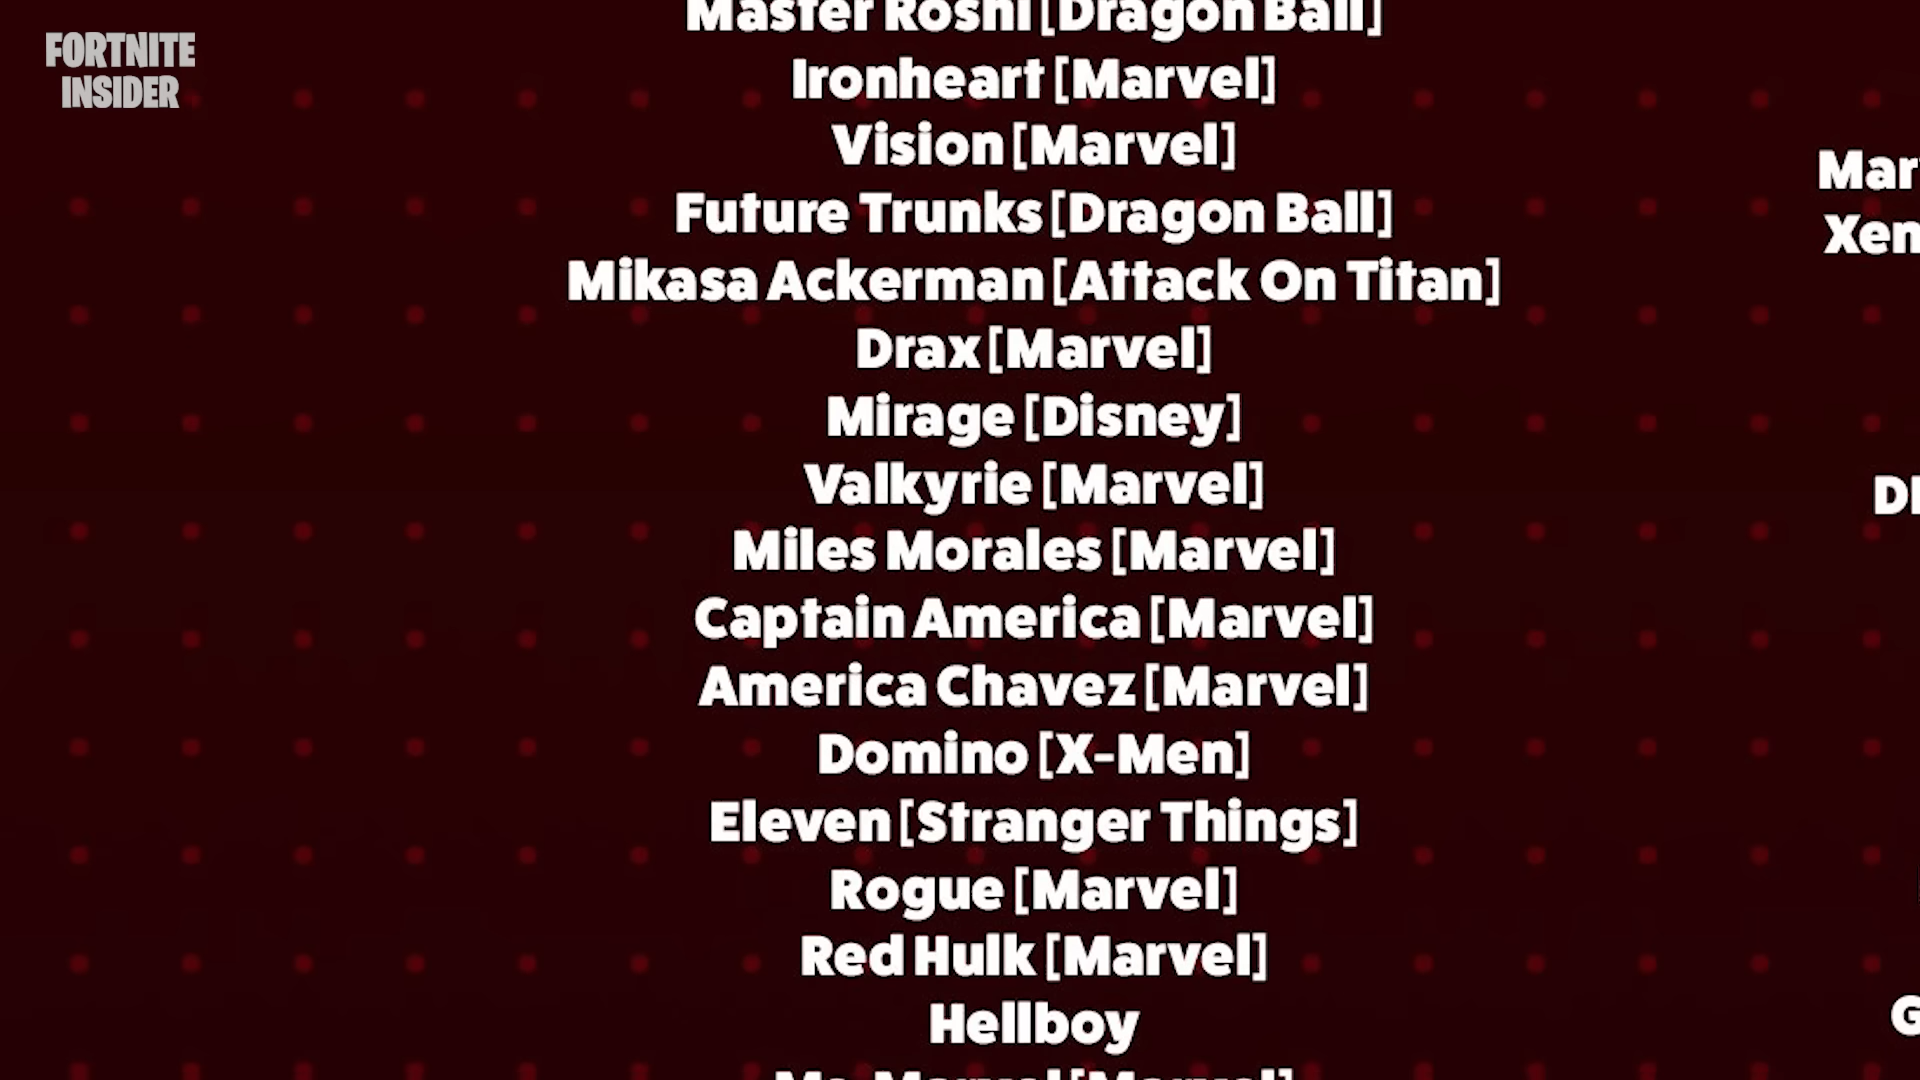 FORTNITE
INSIDER
Master Roshi [Dragon Ball]
Ironheart [Marvel]
Vision [Marvel]
Future Trunks [Dragon Ball]
Mikasa Ackerman [Attack On Titan]
Drax [Marvel]
Mirage [Disney]
Valkyrie [Marvel]
Miles Morales [Marvel]
Captain America [Marvel]
America Chavez [Marvel]
Domino [X-Men]
Eleven [Stranger Things]
Rogue [Marvel]
Red Hulk [Marvel]
Hellboy